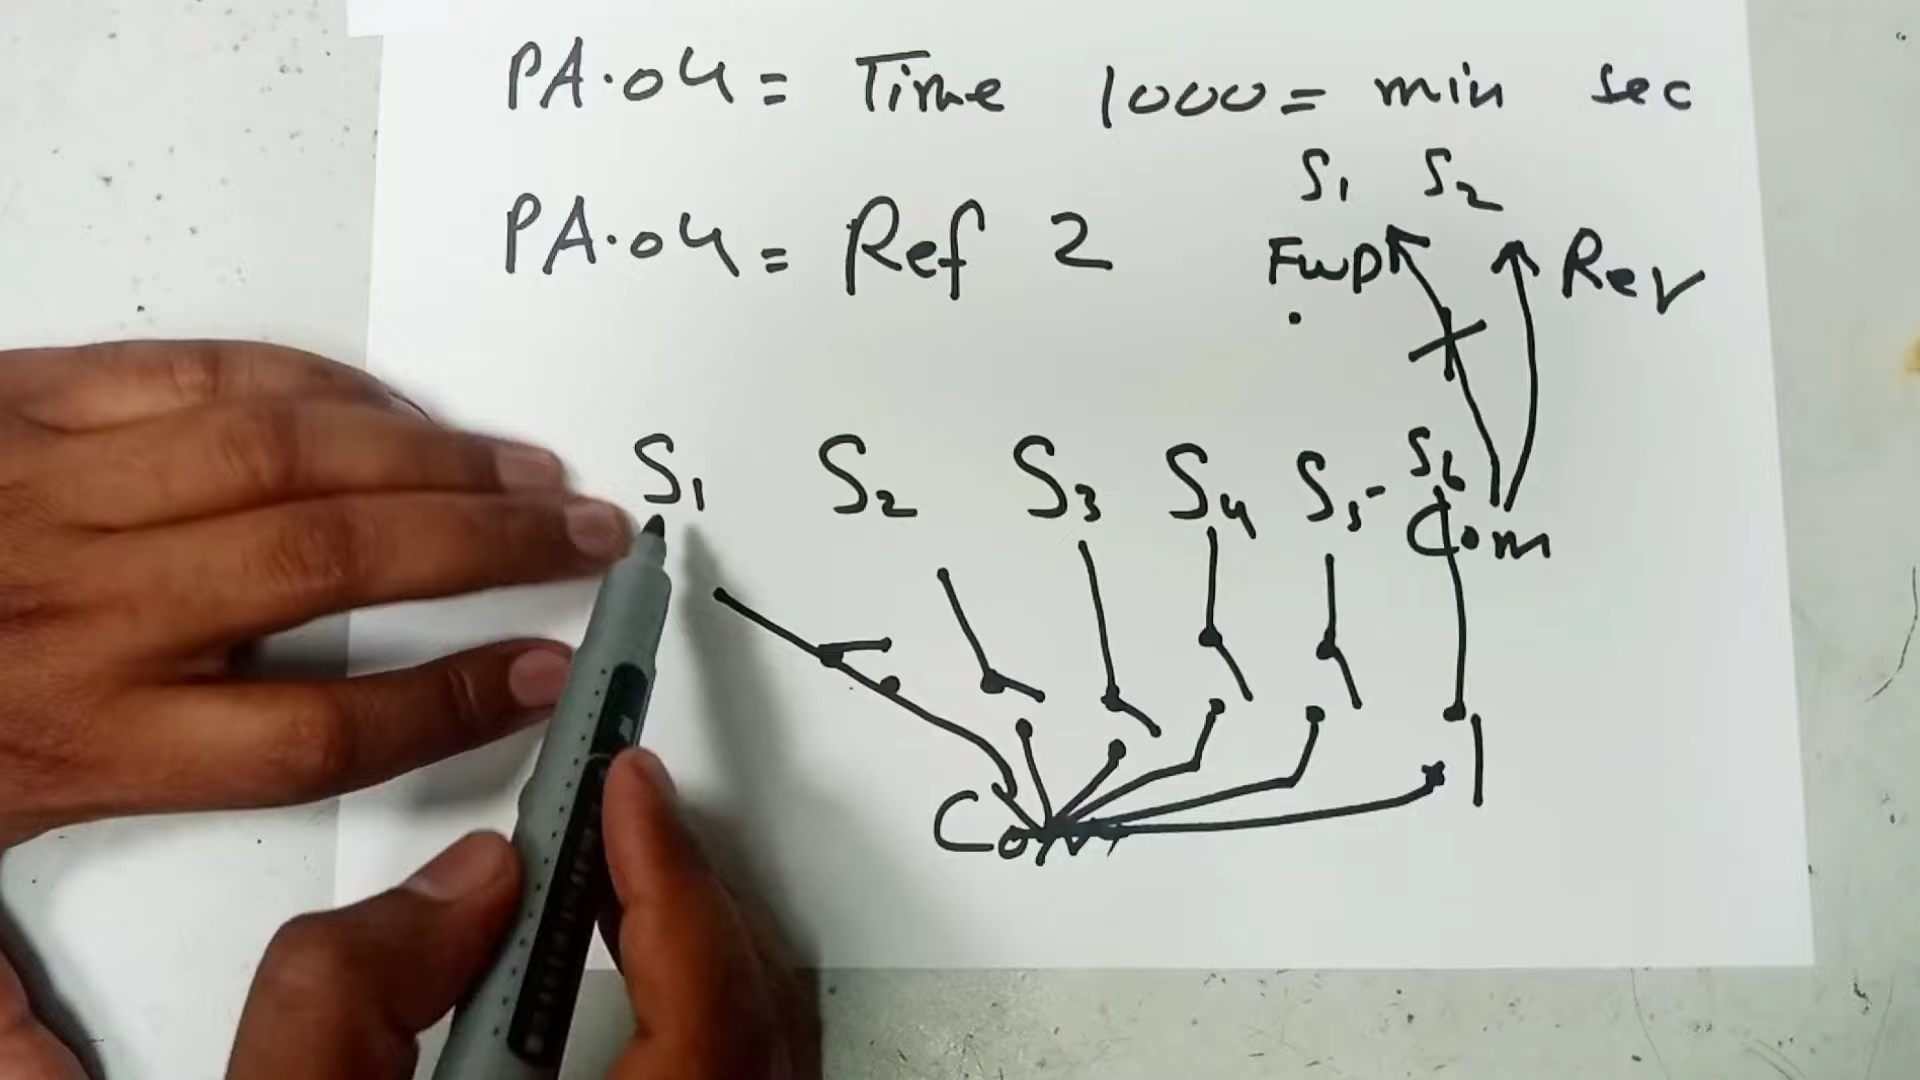 PA.04 = Time 1000 = min sec
S1 S2
PA.04 = Ref 2 FWD Rev
S1 S2 S3 S4 S5 S6
Com
Com